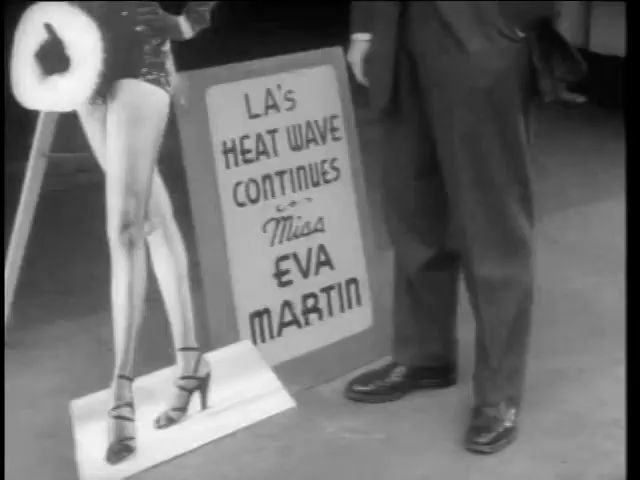 LA's
HEAT WAVE
CONTINUES
Miss
EVA
MARTIN